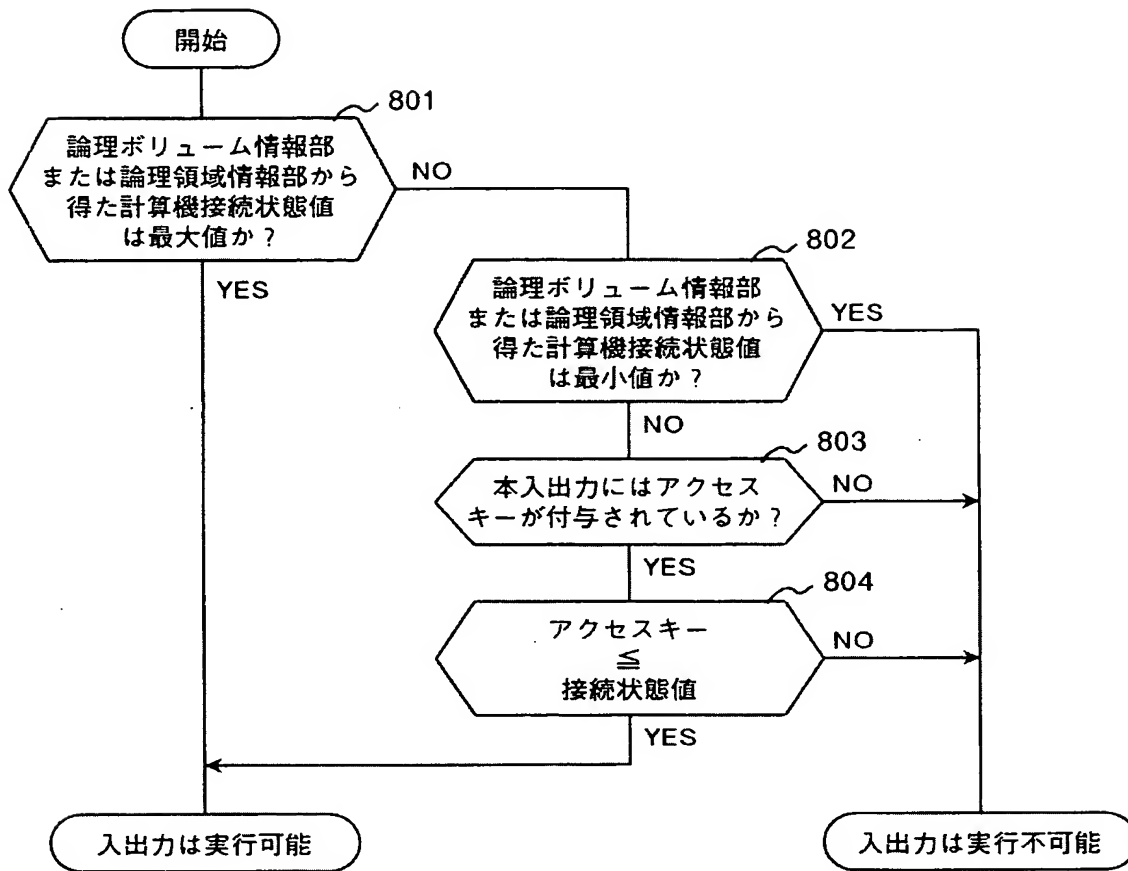 開始
801
論理ボリューム情報部
または論理領域情報部から
得た計算機接続状態値
は最大値か？
NO
YES
802
論理ボリューム情報部
または論理領域情報部から
得た計算機接続状態値
は最小値か？
YES
NO
803
本入出力にはアクセス
キーが付与されているか？
NO
YES
804
アクセスキー
≦
接続状態値
NO
YES
入出力は実行可能
入出力は実行不可能